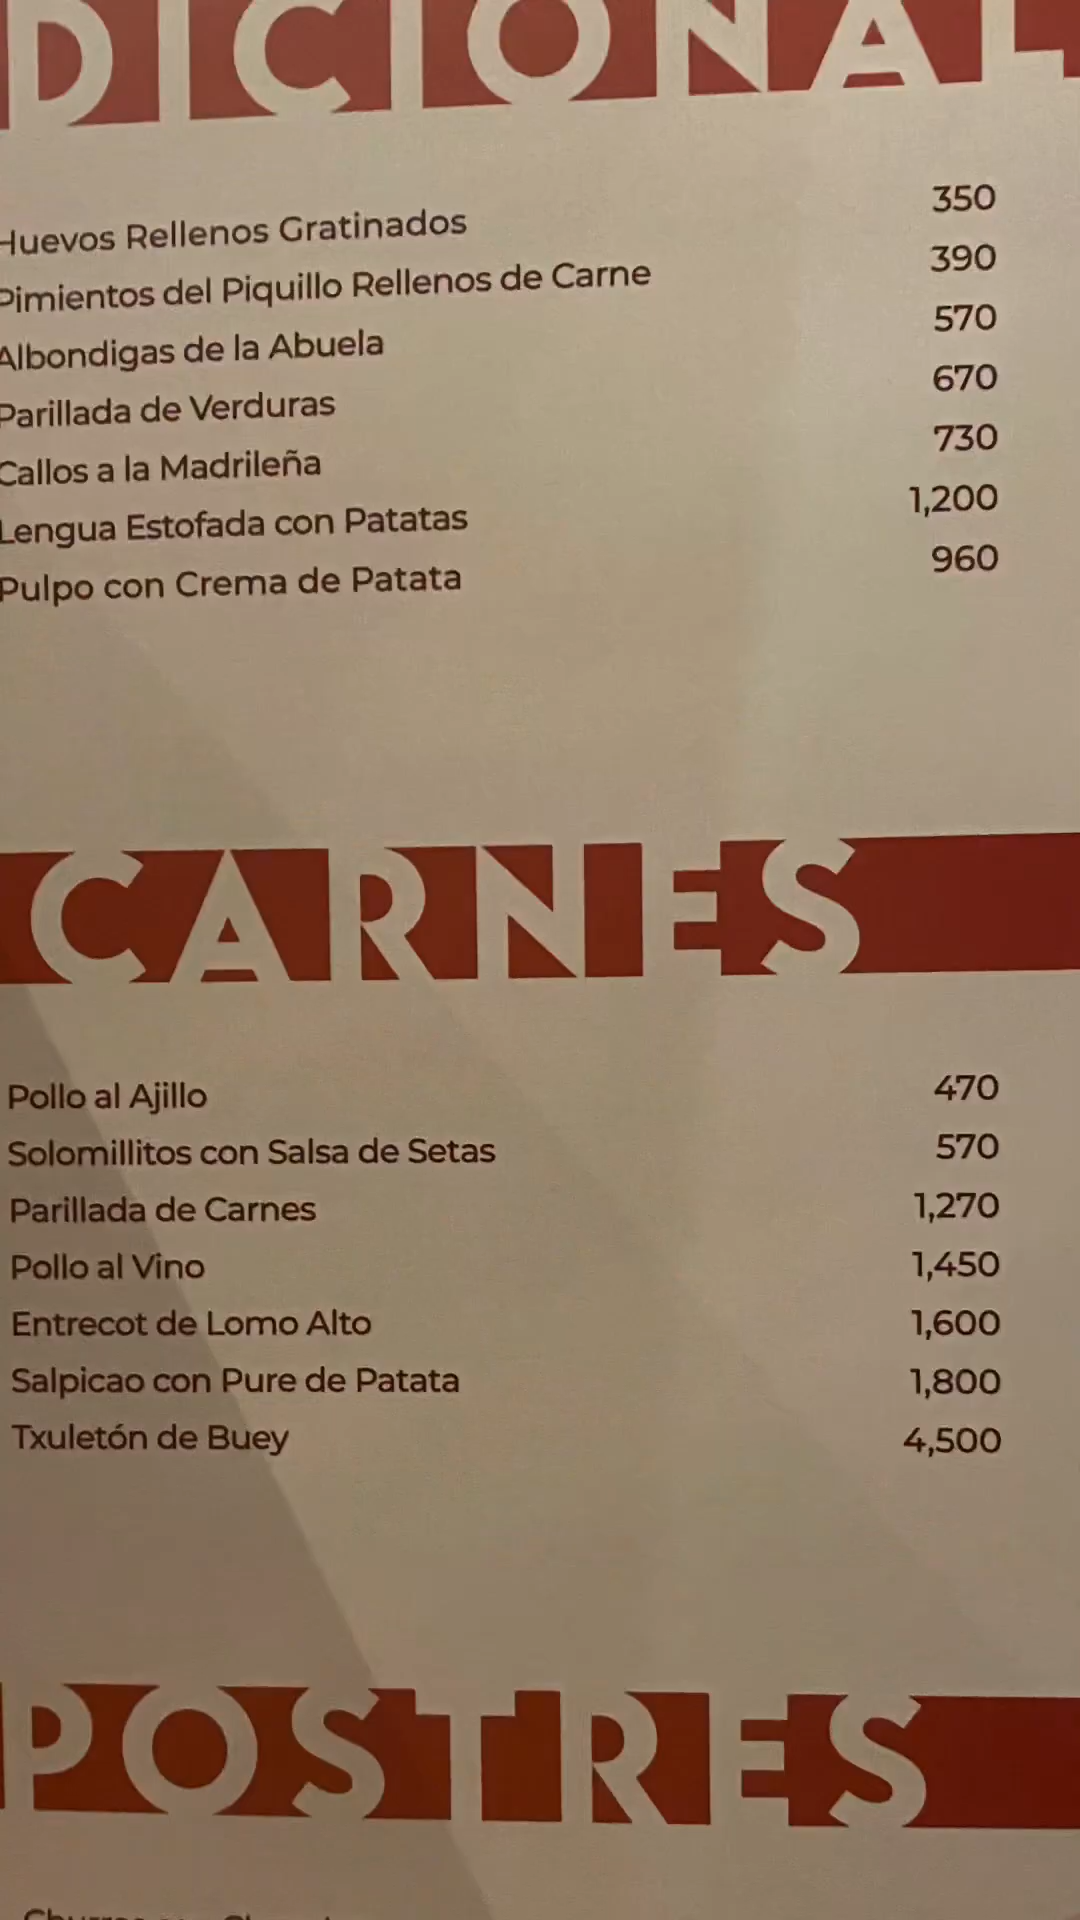 DICIONAL
Huevos Rellenos Gratinados 350
Pimientos del Piquillo Rellenos de Carne 390
Albondigas de la Abuela 570
Parillada de Verduras 670
Callos a la Madrileña 730
Lengua Estofada con Patatas 1,200
Pulpo con Crema de Patata 960
CARNES
Pollo al Ajillo 470
Solomillitos con Salsa de Setas 570
Parillada de Carnes 1,270
Pollo al Vino 1,450
Entrecot de Lomo Alto 1,600
Salpicao con Pure de Patata 1,800
Txuletón de Buey 4,500
POSTRES